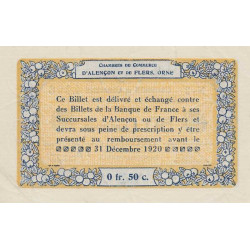 CHAMBRE DE COMMERCE
D'ALENÇON ET DE FLERS, ORNE
Ce Billet est délivré et échangé contre
des Billets de la Banque de France à ses
Succursales d'Alençon ou de Flers et
devra sous peine de prescription y être
présenté au remboursement avant le
31 Décembre 1920
0 fr. 50 c.